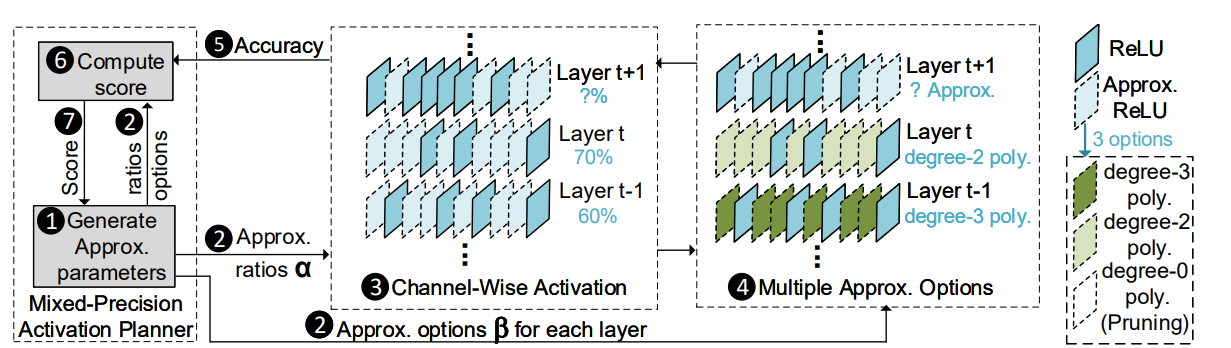 6 Compute
score
7
Score
2
ratios
options
1 Generate
Approx.
parameters
Mixed-Precision
Activation Planner
5 Accuracy
2 Approx.
ratios α
Layer t+1
?%
Layer t
70%
Layer t-1
60%
3 Channel-Wise Activation
2 Approx. options β for each layer
Layer t+1
? Approx.
Layer t
degree-2 poly.
Layer t-1
degree-3 poly.
4 Multiple Approx. Options
ReLU
Approx.
ReLU
3 options
degree-3
poly.
degree-2
poly.
degree-0
poly.
(Pruning)